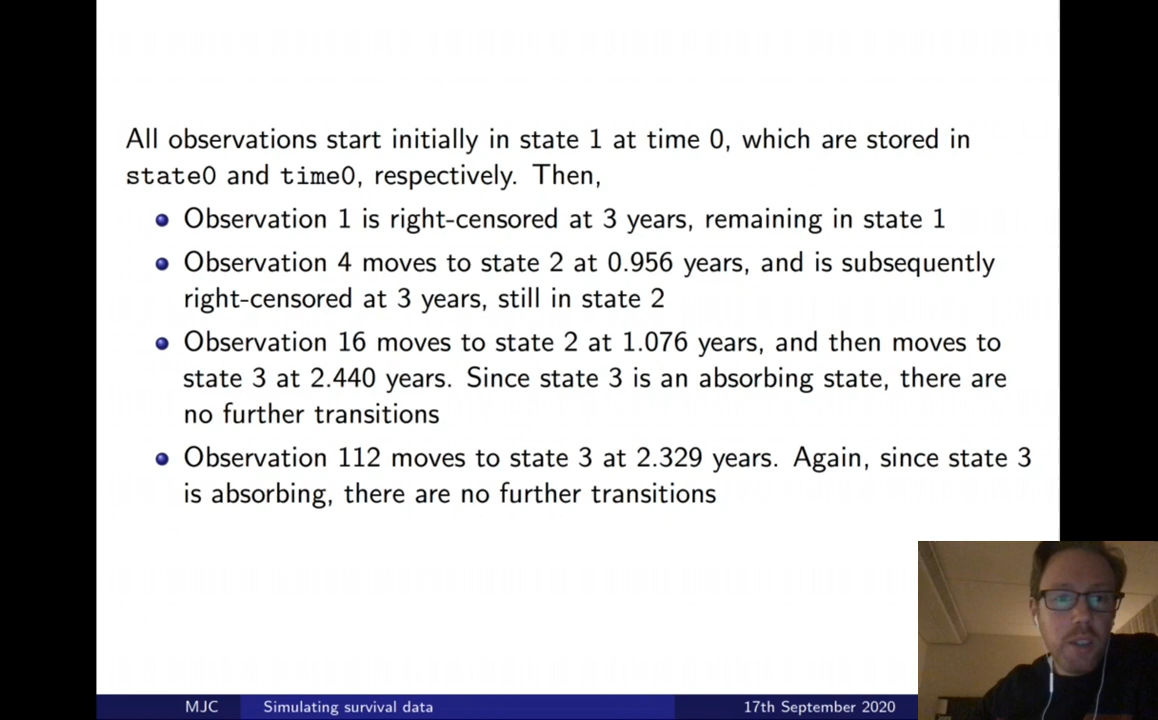 All observations start initially in state 1 at time 0, which are stored in
state0 and time0, respectively. Then,
Observation 1 is right-censored at 3 years, remaining in state 1
Observation 4 moves to state 2 at 0.956 years, and is subsequently
right-censored at 3 years, still in state 2
Observation 16 moves to state 2 at 1.076 years, and then moves to
state 3 at 2.440 years. Since state 3 is an absorbing state, there are
no further transitions
Observation 112 moves to state 3 at 2.329 years. Again, since state 3
is absorbing, there are no further transitions
MJC Simulating survival data 17th September 2020